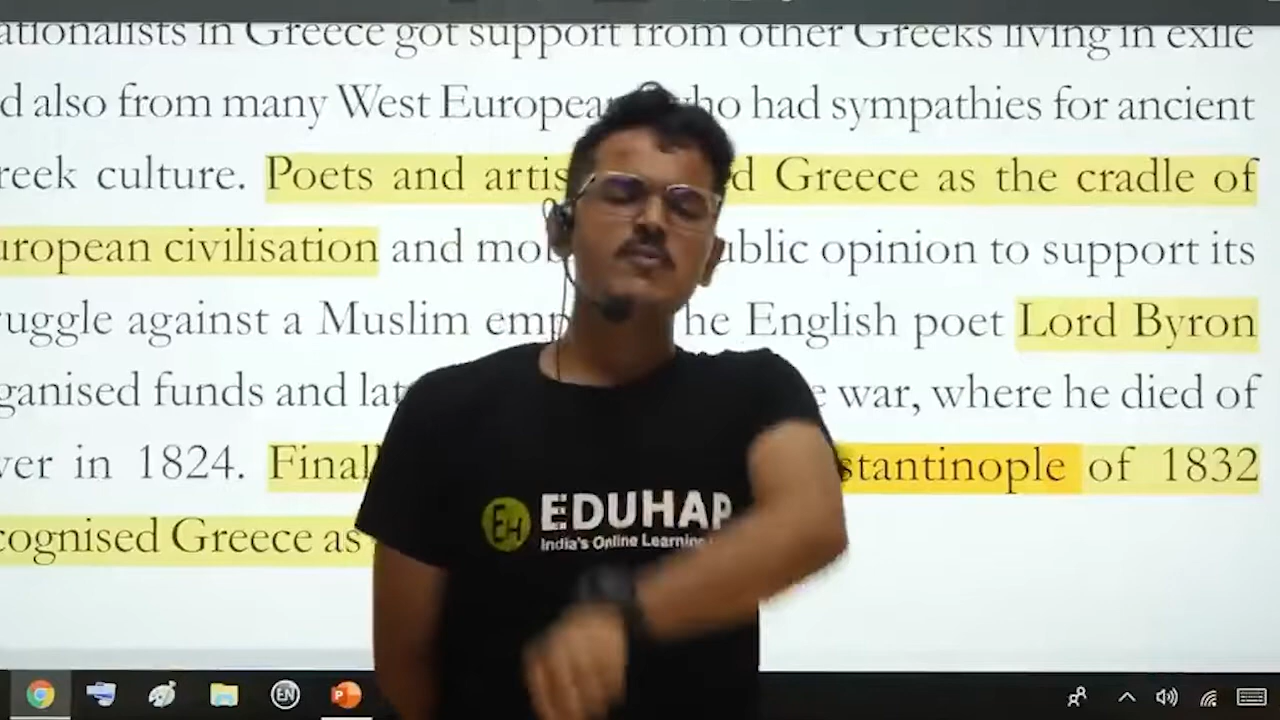 ationalists in Greece got support from other Greeks living in exile
d also from many West Europea ho had sympathies for ancient
reek culture. Poets and artis d Greece as the cradle of
uropean civilisation and mo ublic opinion to support its
uggle against a Muslim emp he English poet Lord Byron
ganised funds and lat e war, where he died of
ver in 1824. Final stantinople of 1832
cognised Greece as
EH EDUHAP
India's Online Learning
EN